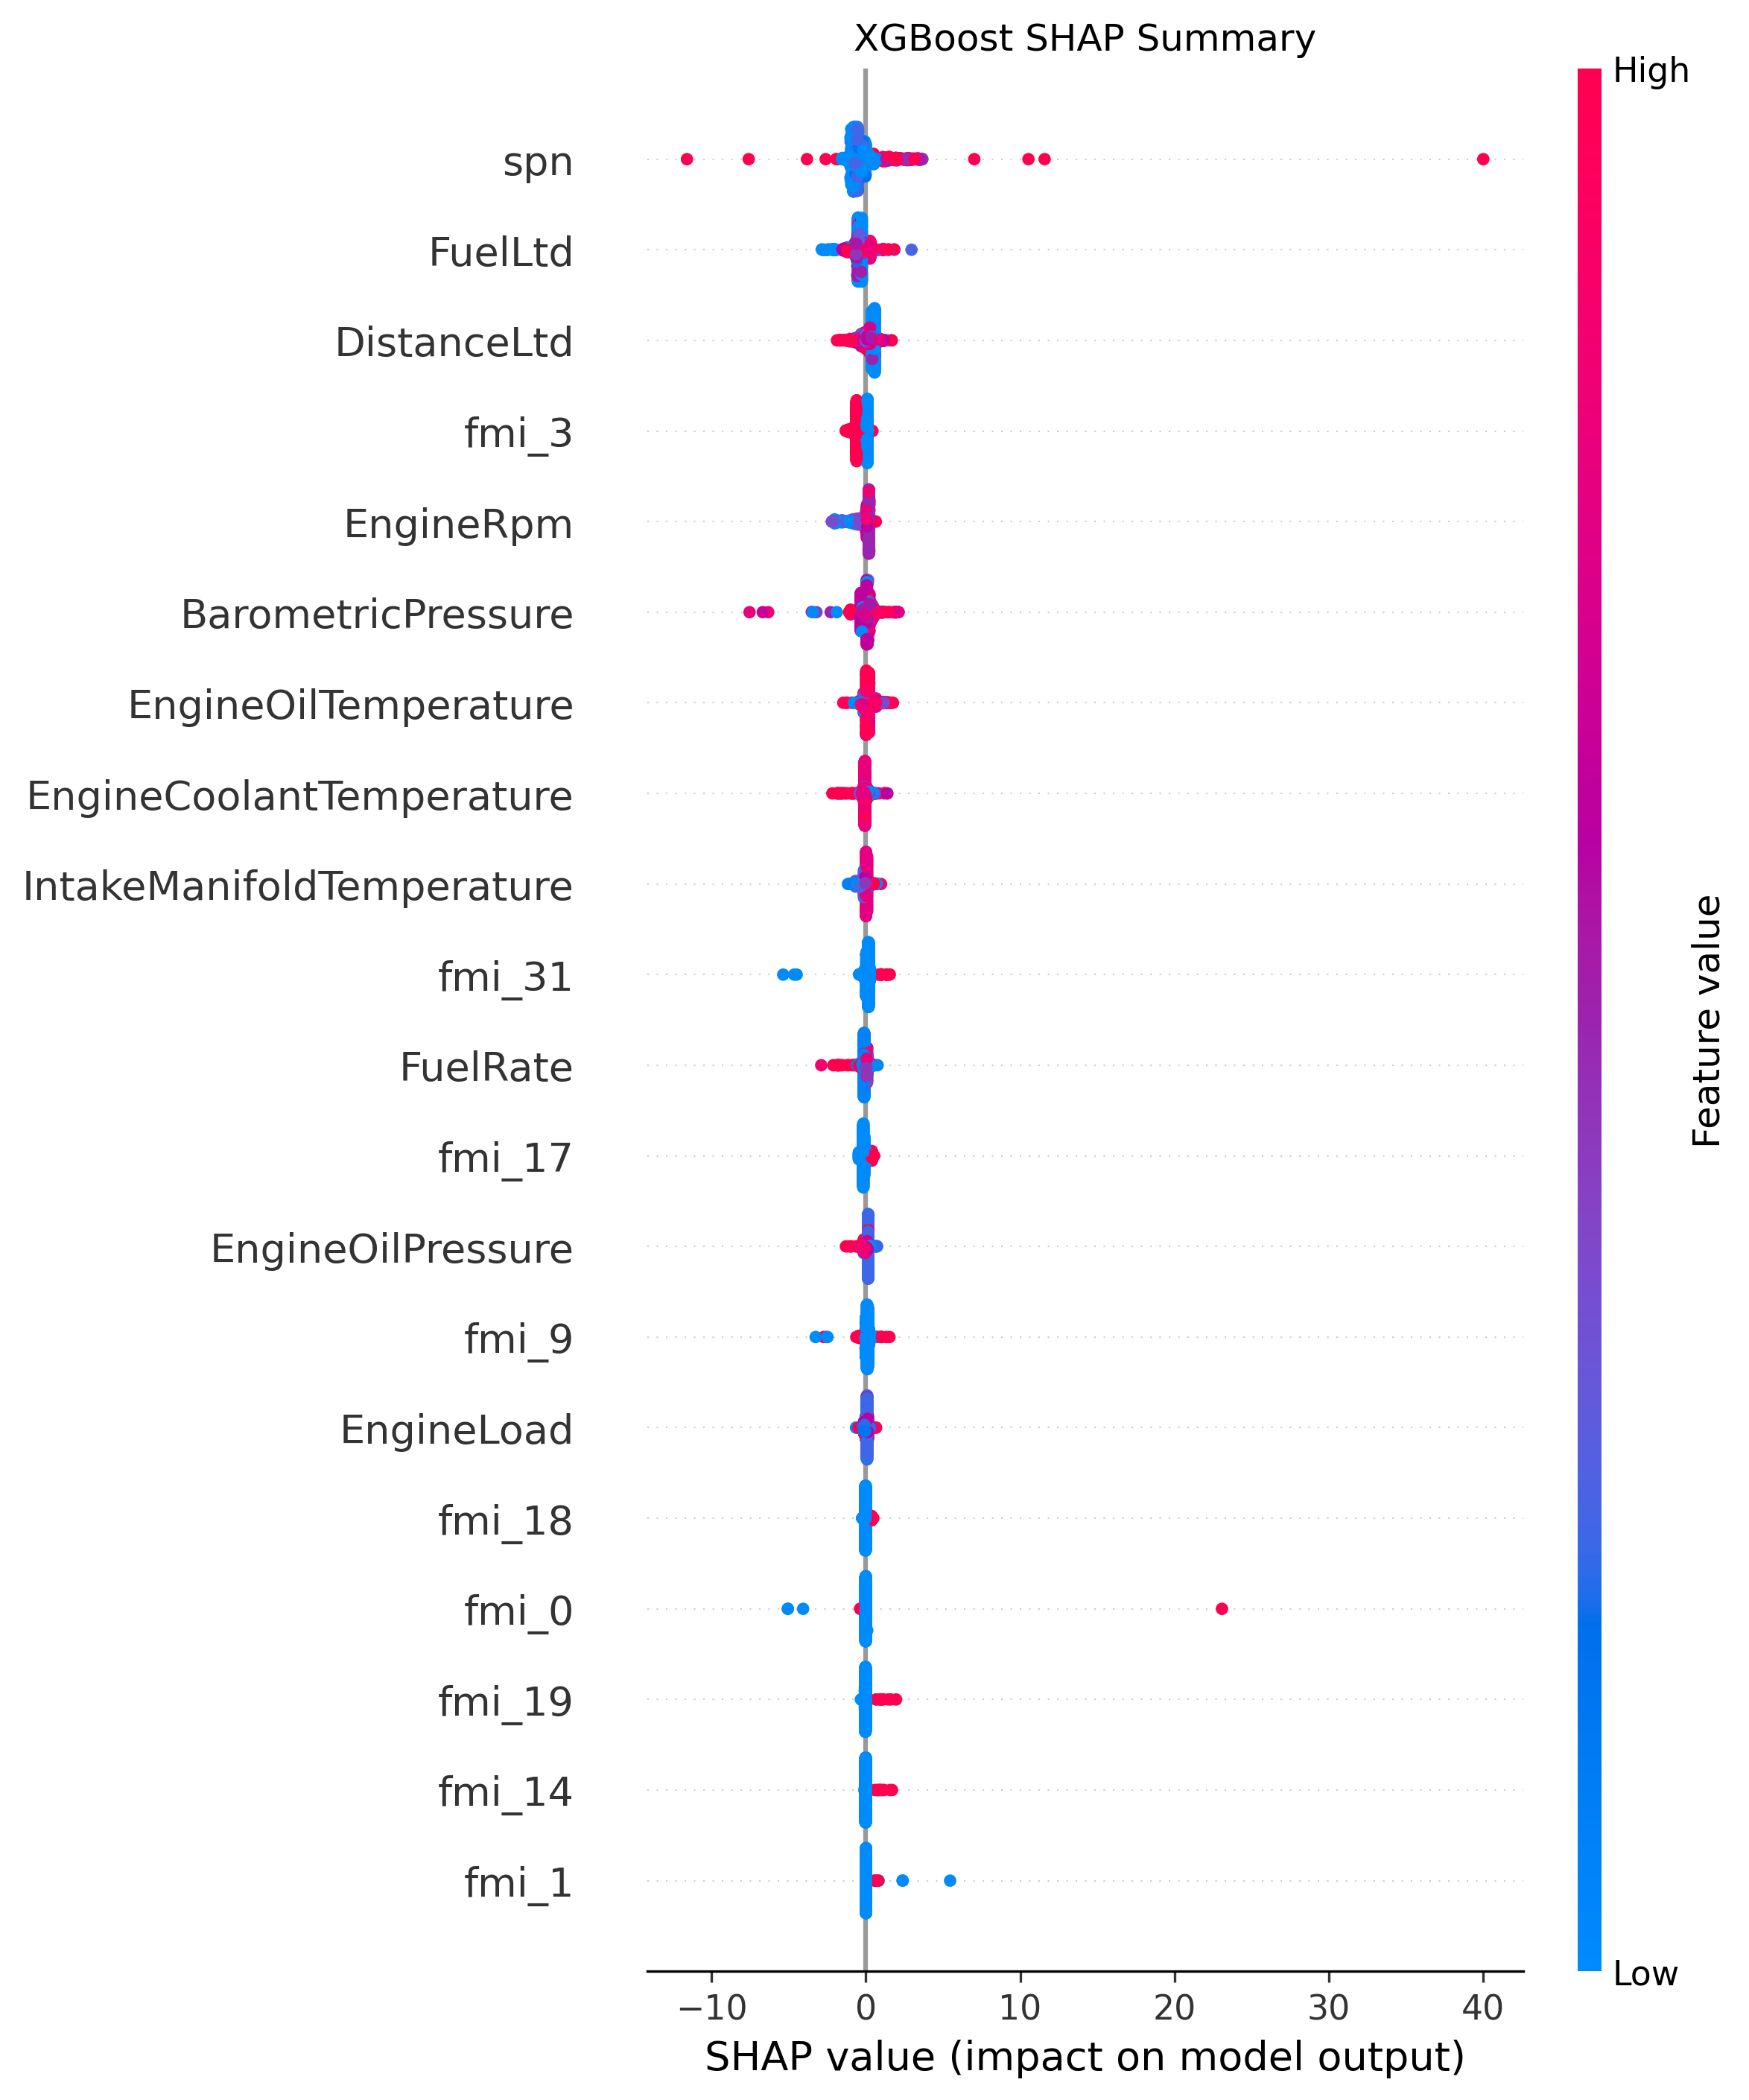 XGBoost SHAP Summary
High
spn
FuelLtd
DistanceLtd
fmi_3
EngineRpm
BarometricPressure
EngineOilTemperature
EngineCoolantTemperature
IntakeManifoldTemperature
fmi_31
FuelRate
fmi_17
EngineOilPressure
fmi_9
EngineLoad
fmi_18
fmi_0
fmi_19
fmi_14
fmi_1
Feature value
Low
−10 0 10 20 30 40
SHAP value (impact on model output)